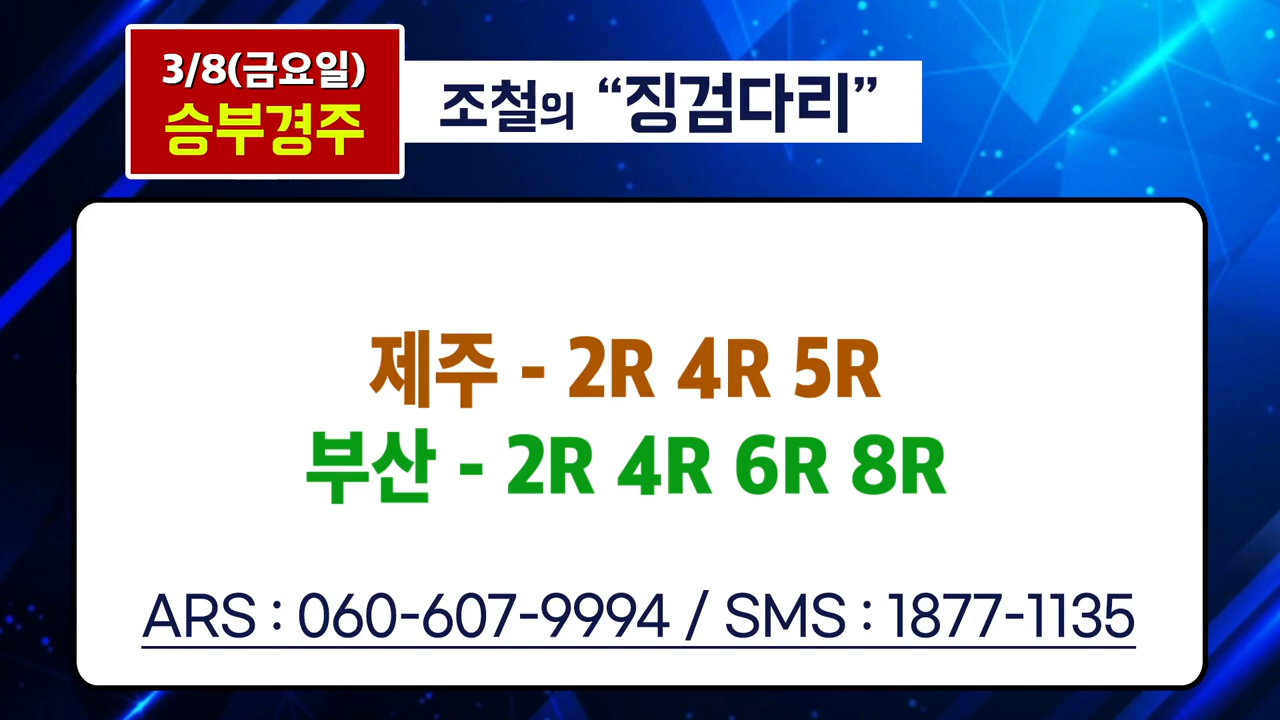 3/8(금요일)
승부경주
조철의 “징검다리”
제주 - 2R 4R 5R
부산 - 2R 4R 6R 8R
ARS : 060-607-9994 / SMS : 1877-1135